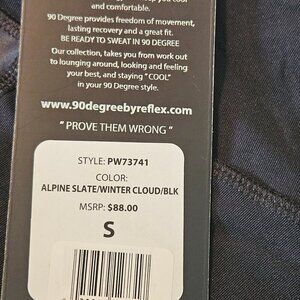 and comfortable.
90 Degree provides freedom of movement,
lasting recovery and a great fit.
BE READY TO SWEAT IN 90 DEGREE
Our collection, takes you from work out
to lounging around, looking and feeling
your best, and staying "COOL"
in your 90 Degree style.
www.90degreebyreflex.com
"PROVE THEM WRONG"
STYLE: PW73741
COLOR:
ALPINE SLATE/WINTER CLOUD/BLK
MSRP: $88.00
S